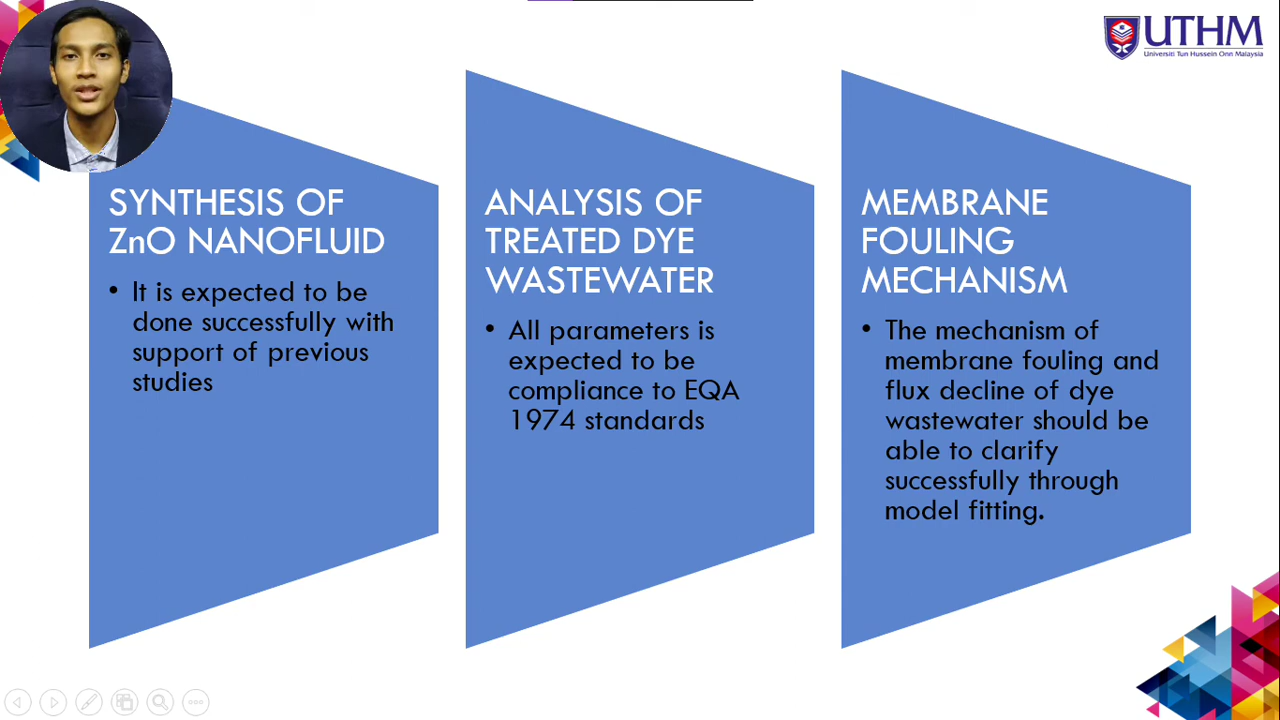 UTHM
Universiti Tun Hussein Onn Malaysia
SYNTHESIS OF
ZnO NANOFLUID
• It is expected to be
done successfully with
support of previous
studies
ANALYSIS OF
TREATED DYE
WASTEWATER
• All parameters is
expected to be
compliance to EQA
1974 standards
MEMBRANE
FOULING
MECHANISM
• The mechanism of
membrane fouling and
flux decline of dye
wastewater should be
able to clarify
successfully through
model fitting.